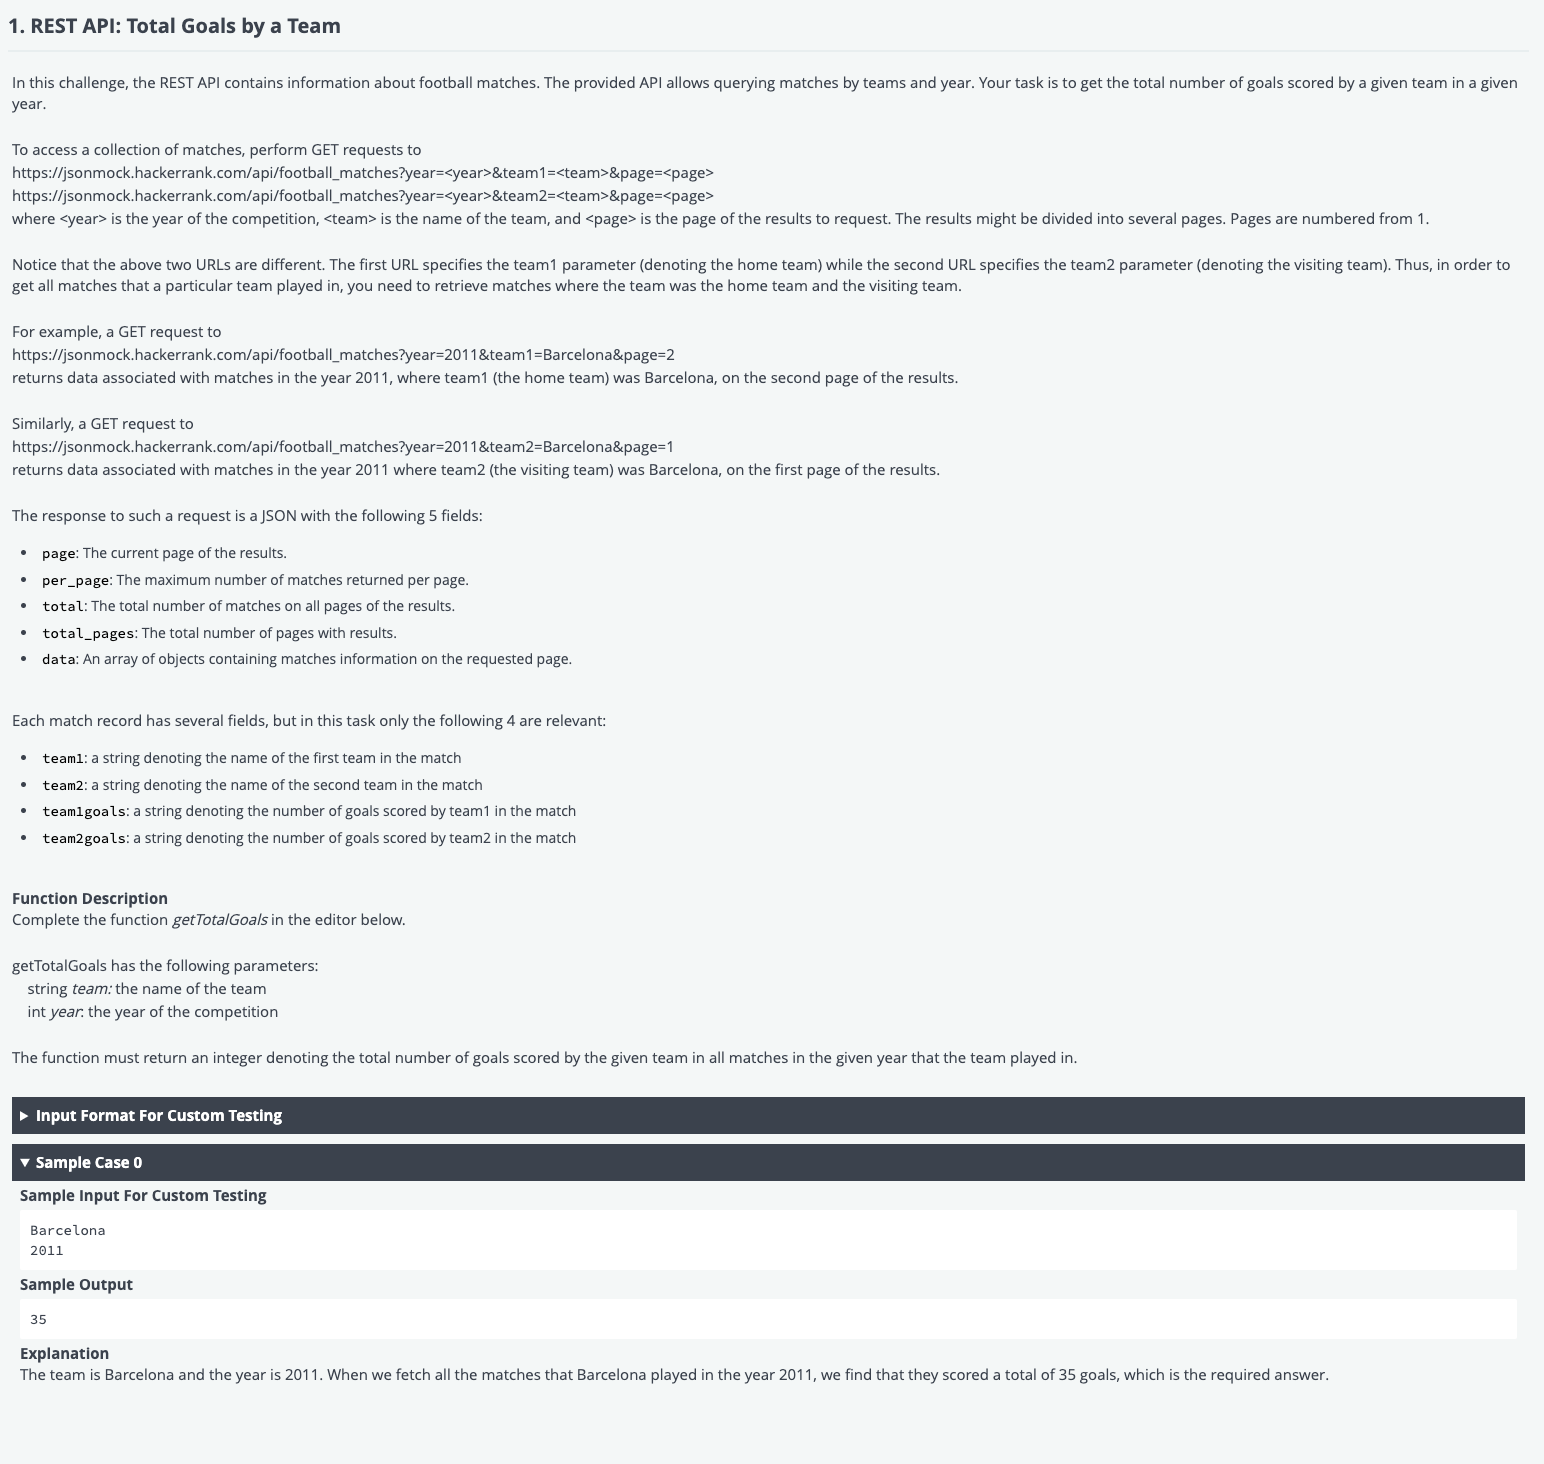 1. REST API: Total Goals by a Team
In this challenge, the REST API contains information about football matches. The provided API allows querying matches by teams and year. Your task is to get the total number of goals scored by a given team in a given
year.
To access a collection of matches, perform GET requests to
https://jsonmock.hackerrank.com/api/football_matches?year=<year>&team1=<team>&page=<page>
https://jsonmock.hackerrank.com/api/football_matches?year=<year>&team2=<team>&page=<page>
where <year> is the year of the competition, <team> is the name of the team, and <page> is the page of the results to request. The results might be divided into several pages. Pages are numbered from 1.
Notice that the above two URLs are different. The first URL specifies the team1 parameter (denoting the home team) while the second URL specifies the team2 parameter (denoting the visiting team). Thus, in order to
get all matches that a particular team played in, you need to retrieve matches where the team was the home team and the visiting team.
For example, a GET request to
https://jsonmock.hackerrank.com/api/football_matches?year=2011&team1=Barcelona&page=2
returns data associated with matches in the year 2011, where team1 (the home team) was Barcelona, on the second page of the results.
Similarly, a GET request to
https://jsonmock.hackerrank.com/api/football_matches?year=2011&team2=Barcelona&page=1
returns data associated with matches in the year 2011 where team2 (the visiting team) was Barcelona, on the first page of the results.
The response to such a request is a JSON with the following 5 fields:
• page: The current page of the results.
• per_page: The maximum number of matches returned per page.
• total: The total number of matches on all pages of the results.
• total_pages: The total number of pages with results.
• data: An array of objects containing matches information on the requested page.
Each match record has several fields, but in this task only the following 4 are relevant:
• team1: a string denoting the name of the first team in the match
• team2: a string denoting the name of the second team in the match
• team1goals: a string denoting the number of goals scored by team1 in the match
• team2goals: a string denoting the number of goals scored by team2 in the match
Function Description
Complete the function getTotalGoals in the editor below.
getTotalGoals has the following parameters:
string team: the name of the team
int year: the year of the competition
The function must return an integer denoting the total number of goals scored by the given team in all matches in the given year that the team played in.
▶ Input Format For Custom Testing
▼ Sample Case 0
Sample Input For Custom Testing
Barcelona
2011
Sample Output
35
Explanation
The team is Barcelona and the year is 2011. When we fetch all the matches that Barcelona played in the year 2011, we find that they scored a total of 35 goals, which is the required answer.